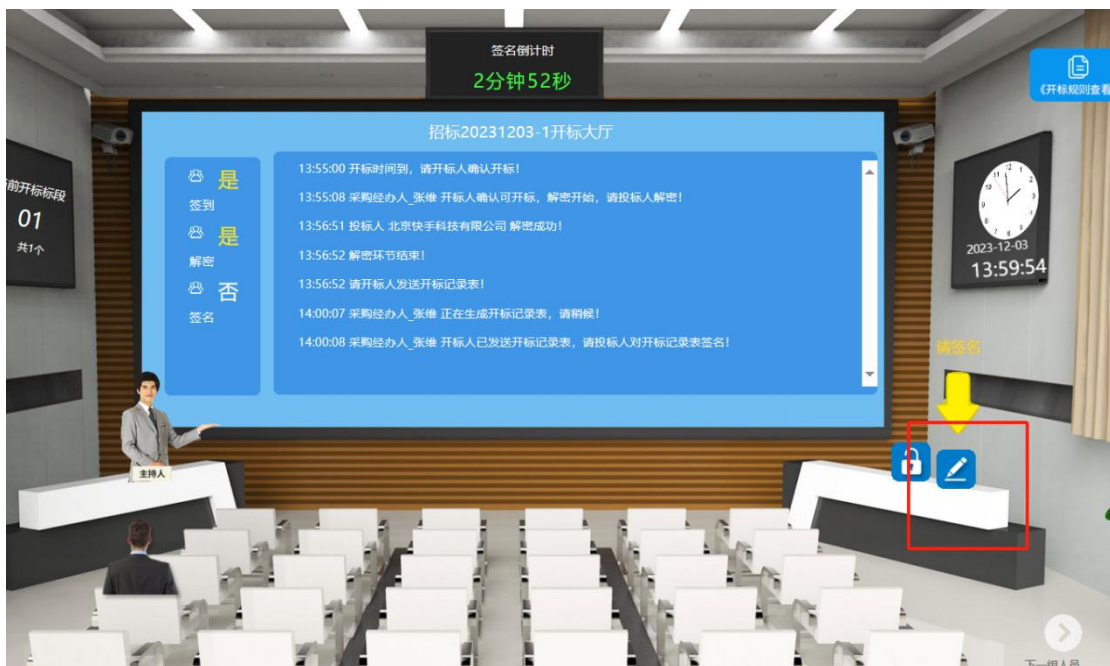 签名倒计时
2分钟52秒
《开标规则查看
招标20231203-1开标大厅
前开标标段
01
共1个
是
签到
是
解密
否
签名
13:55:00 开标时间到，请开标人确认开标！
13:55:08 采购经办人_张维 开标人确认可开标，解密开始，请投标人解密！
13:56:51 投标人 北京快手科技有限公司 解密成功！
13:56:52 解密环节结束！
13:56:52 请开标人发送开标记录表！
14:00:07 采购经办人_张维 正在生成开标记录表，请稍候！
14:00:08 采购经办人_张维 开标人已发送开标记录表，请投标人对开标记录表签名！
2023-12-03
13:59:54
请签名
主持人
下一组人员